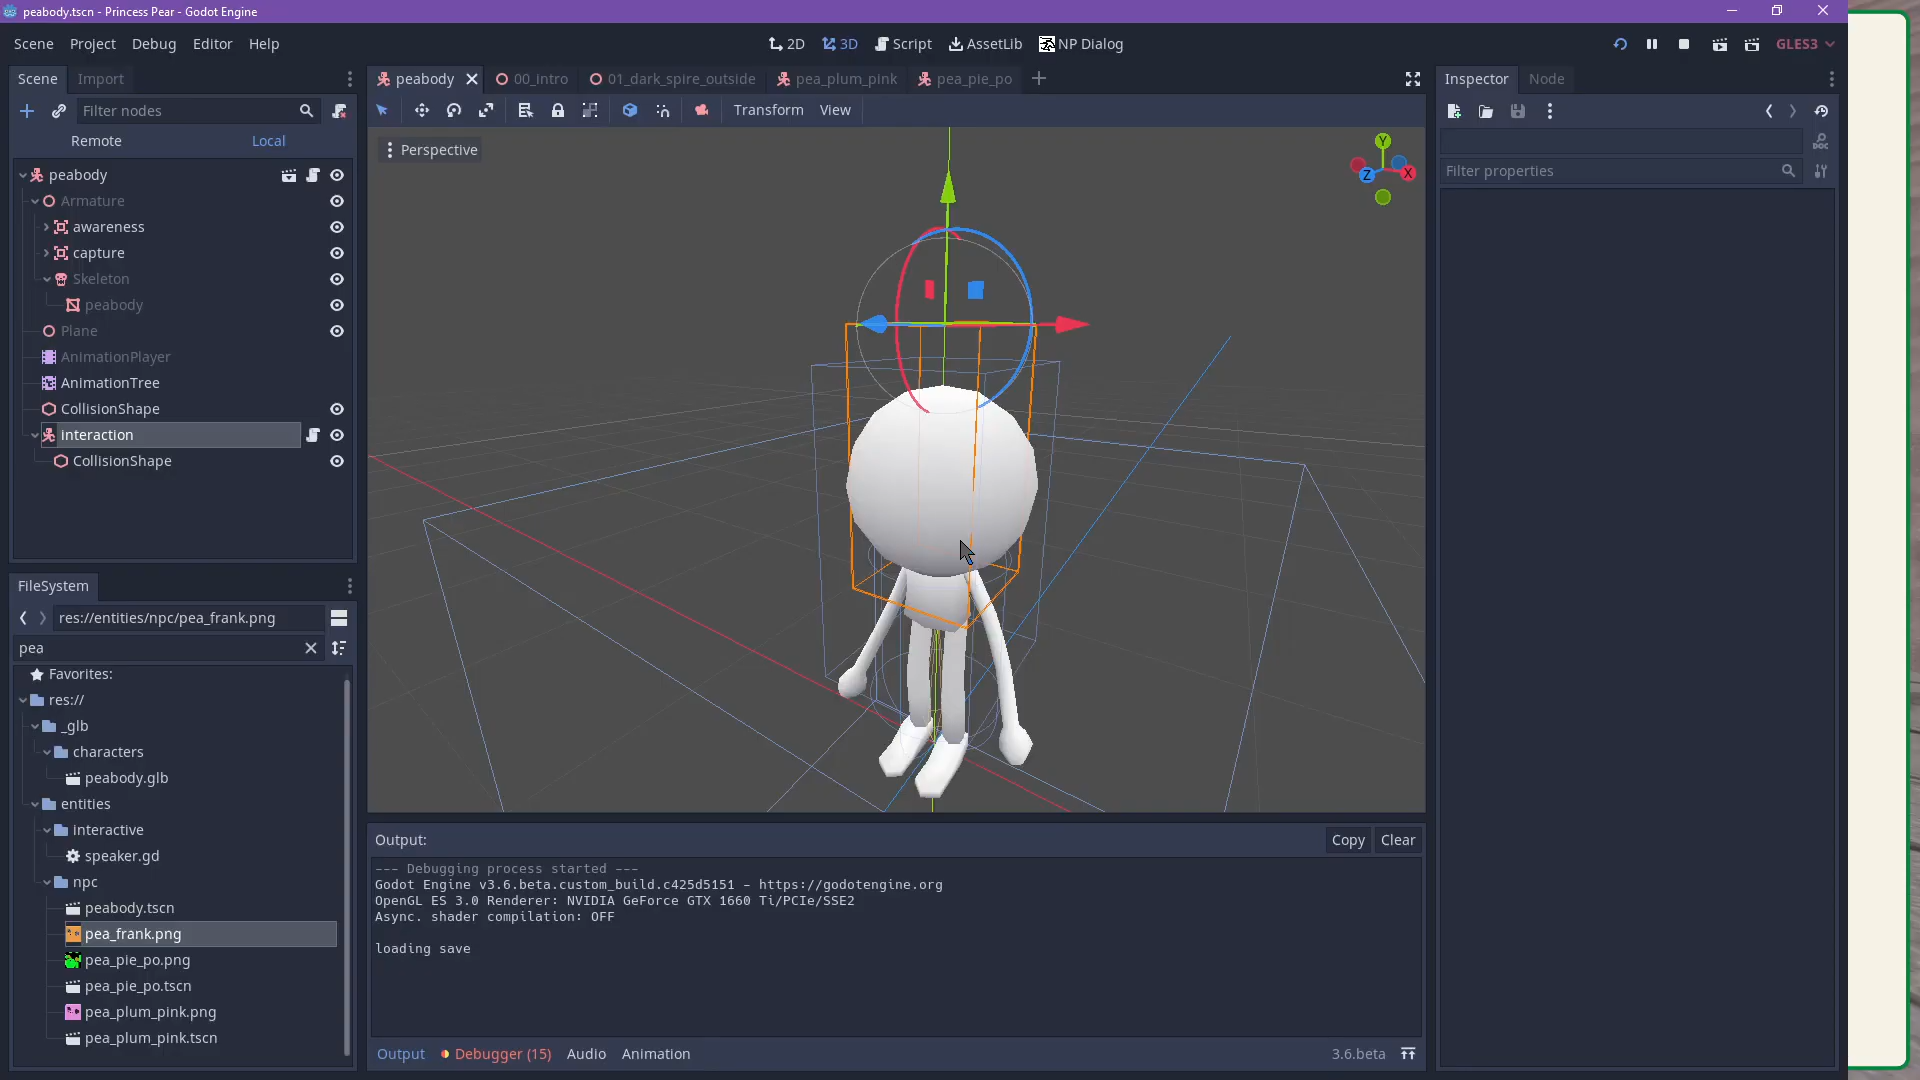 peabody.tscn - Princess Pear - Godot Engine
Scene Project Debug Editor Help
2D 3D Script AssetLib NP Dialog
GLES3
Scene Import
peabody 00_intro 01_dark_spire_outside pea_plum_pink pea_pie_po
Inspector Node
Filter nodes
Transform View
Remote Local
Perspective
Y
Z X
DOC
Filter properties
peabody
Armature
awareness
capture
Skeleton
peabody
Plane
AnimationPlayer
AnimationTree
CollisionShape
interaction
CollisionShape
FileSystem
res://entities/npc/pea_frank.png
pea
Favorites:
res://
_glb
characters
peabody.glb
entities
interactive
speaker.gd
npc
peabody.tscn
pea_frank.png
pea_pie_po.png
pea_pie_po.tscn
pea_plum_pink.png
pea_plum_pink.tscn
Output: Copy Clear
--- Debugging process started ---
Godot Engine v3.6.beta.custom_build.c425d5151 - https://godotengine.org
OpenGL ES 3.0 Renderer: NVIDIA GeForce GTX 1660 Ti/PCIe/SSE2
Async. shader compilation: OFF
loading save
Output Debugger (15) Audio Animation 3.6.beta